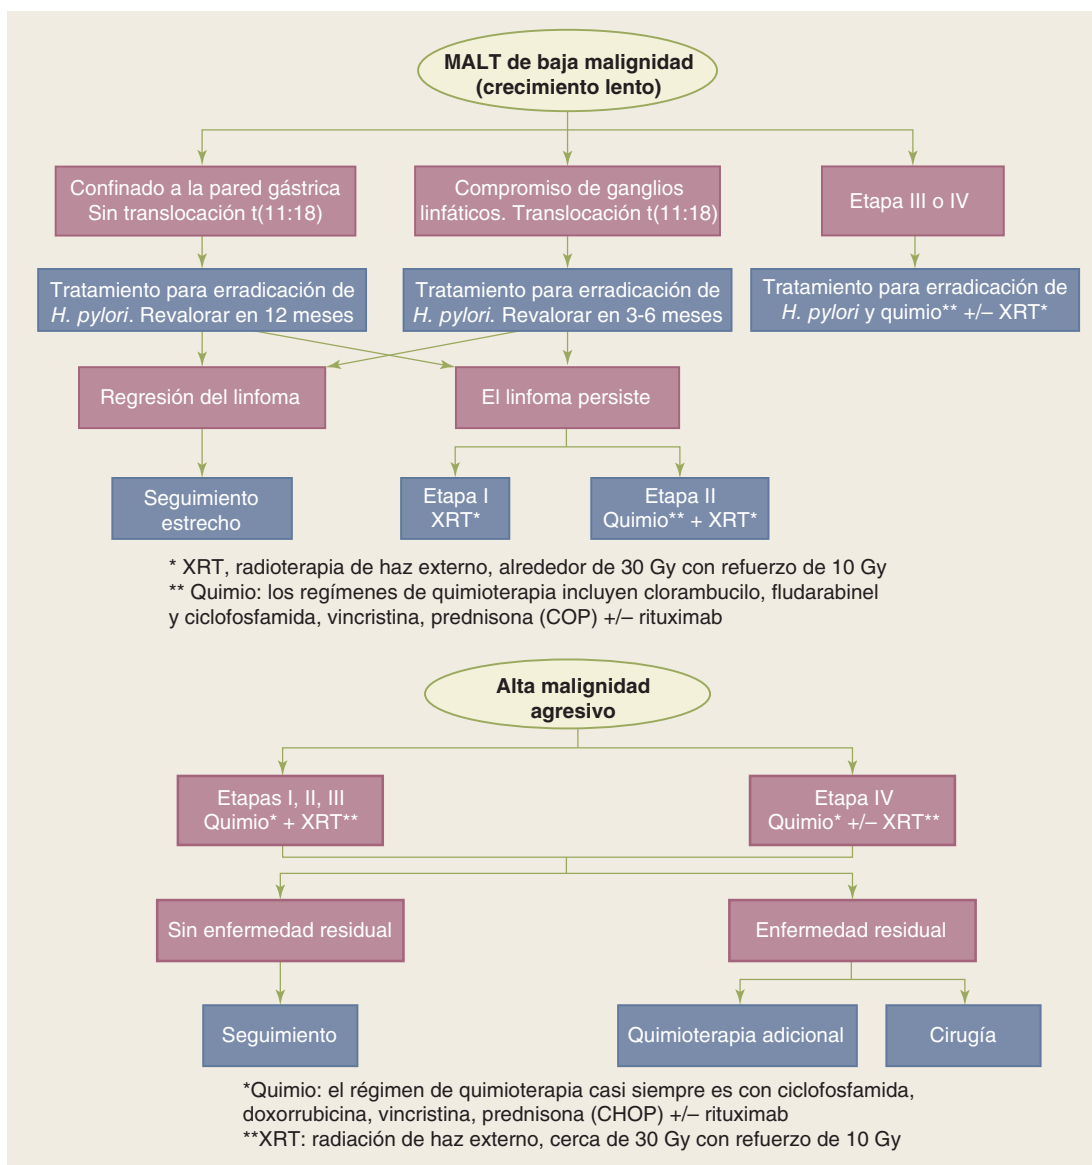 MALT de baja malignidad
(crecimiento lento)
Confinado a la pared gástrica
Sin translocación t(11:18)
Compromiso de ganglios
linfáticos. Translocación t(11:18)
Etapa III o IV
Tratamiento para erradicación de
H. pylori. Revalorar en 12 meses
Tratamiento para erradicación de
H. pylori. Revalorar en 3-6 meses
Tratamiento para erradicación de
H. pylori y quimio** +/– XRT*
Regresión del linfoma
El linfoma persiste
Seguimiento
estrecho
Etapa I
XRT*
Etapa II
Quimio** + XRT*
* XRT, radioterapia de haz externo, alrededor de 30 Gy con refuerzo de 10 Gy
** Quimio: los regímenes de quimioterapia incluyen clorambucilo, fludarabinel
y ciclofosfamida, vincristina, prednisona (COP) +/– rituximab
Alta malignidad
agresivo
Etapas I, II, III
Quimio* + XRT**
Etapa IV
Quimio* +/– XRT**
Sin enfermedad residual
Enfermedad residual
Seguimiento
Quimioterapia adicional
Cirugía
*Quimio: el régimen de quimioterapia casi siempre es con ciclofosfamida,
doxorrubicina, vincristina, prednisona (CHOP) +/– rituximab
**XRT: radiación de haz externo, cerca de 30 Gy con refuerzo de 10 Gy